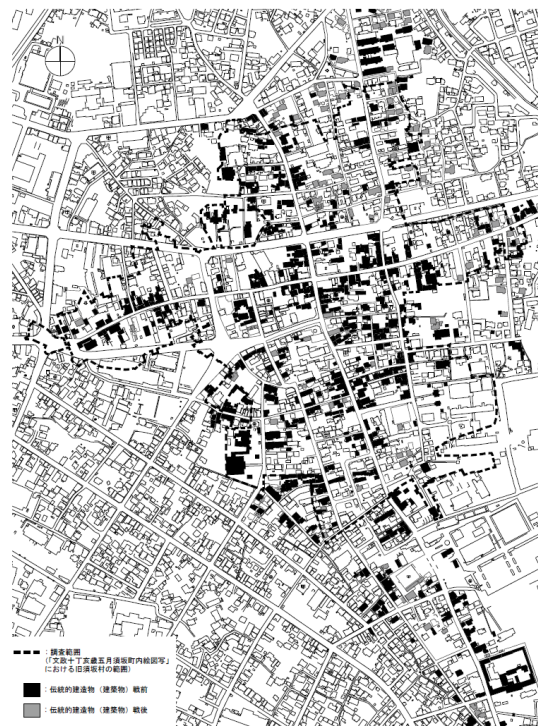 N
：調査範囲
(「文政十丁亥歳五月須坂町内絵図写」
における旧須坂村の範囲)
：伝統的建造物（建築物）戦前
：伝統的建造物（建築物）戦後